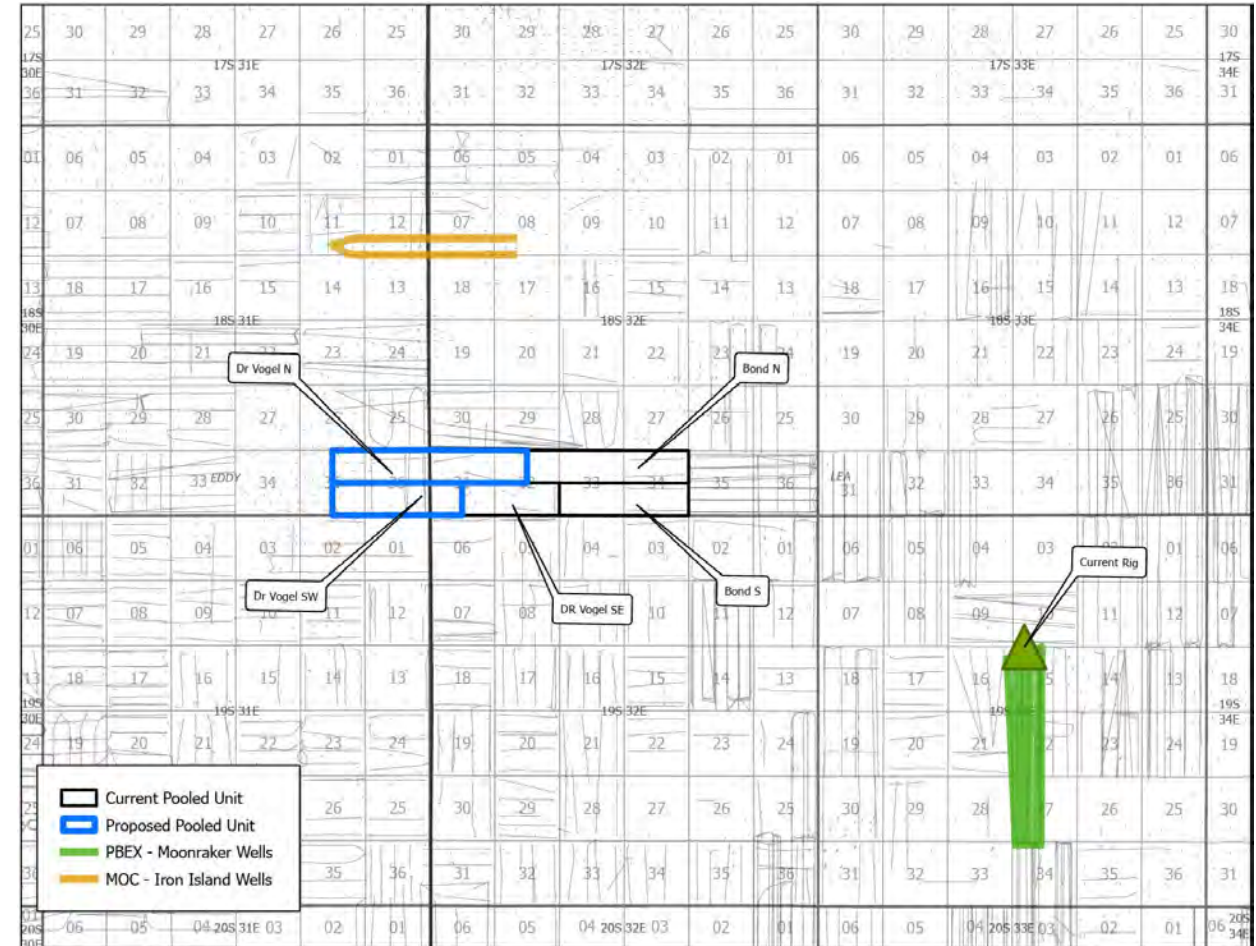 25 30 29 28 27 26 25 30 29 28 27 26 25 30 29 28 27 26 25 30
17S 30E 17S 31E 17S 32E 17S 33E 17S 34E
36 31 32 33 34 35 36 31 32 33 34 35 36 31 32 33 34 35 36 31
01 06 05 04 03 02 01 06 05 04 03 02 01 06 05 04 03 02 01 06
12 07 08 09 10 11 12 07 08 09 10 11 12 07 08 09 10 11 12 07
13 18 17 16 15 14 13 18 17 16 15 14 13 18 17 16 15 14 13 18
18S 30E 18S 31E 18S 32E 18S 33E 18S 34E
24 19 20 21 22 23 24 19 20 21 22 23 24 19 20 21 22 23 24 19
Dr Vogel N
Bond N
25 30 29 28 27 25 30 29 28 27 26 25 30 29 28 27 26 25 30
36 31 32 33 EDDY 34 33 34 35 36 LEA 31 32 33 34 35 36 31
01 06 05 04 03 02 01 06 04 03 02 01 06 05 04 03 01 06
Current Rig
Dr Vogel SW
DR Vogel SE
Bond S
12 07 08 09 10 11 12 07 08 10 11 12 07 08 09 11 12 07
13 18 17 16 15 14 13 18 17 16 15 14 13 18 17 16 15 14 13 18
19S 30E 19S 31E 19S 32E 19S 34E
24 19 20 21 22 23 24 19 20 21 22 23 24 19 20 21 22 23 24 19
25 26 25 30 29 28 27 26 25 30 29 28 27 26 25 30
36 35 36 31 32 33 34 35 36 31 32 33 34 35 36 31
Current Pooled Unit
Proposed Pooled Unit
PBEX - Moonraker Wells
MOC - Iron Island Wells
01 06 05 04 20S 31E 03 02 01 06 05 04 20S 32E 03 02 01 06 05 04 20S 33E 03 02 01 06
20S 30E 20S 34E